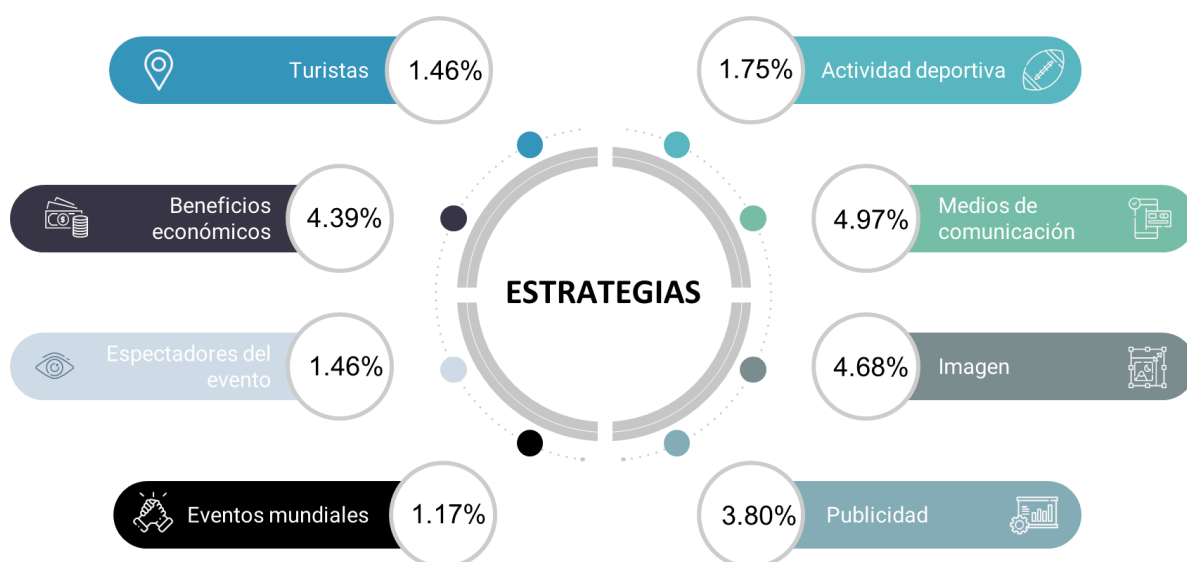 Turistas
1.46%
1.75%
Actividad deportiva
Beneficios
económicos
4.39%
4.97%
Medios de
comunicación
ESTRATEGIAS
Espectadores del
evento
1.46%
4.68%
Imagen
Eventos mundiales
1.17%
3.80%
Publicidad